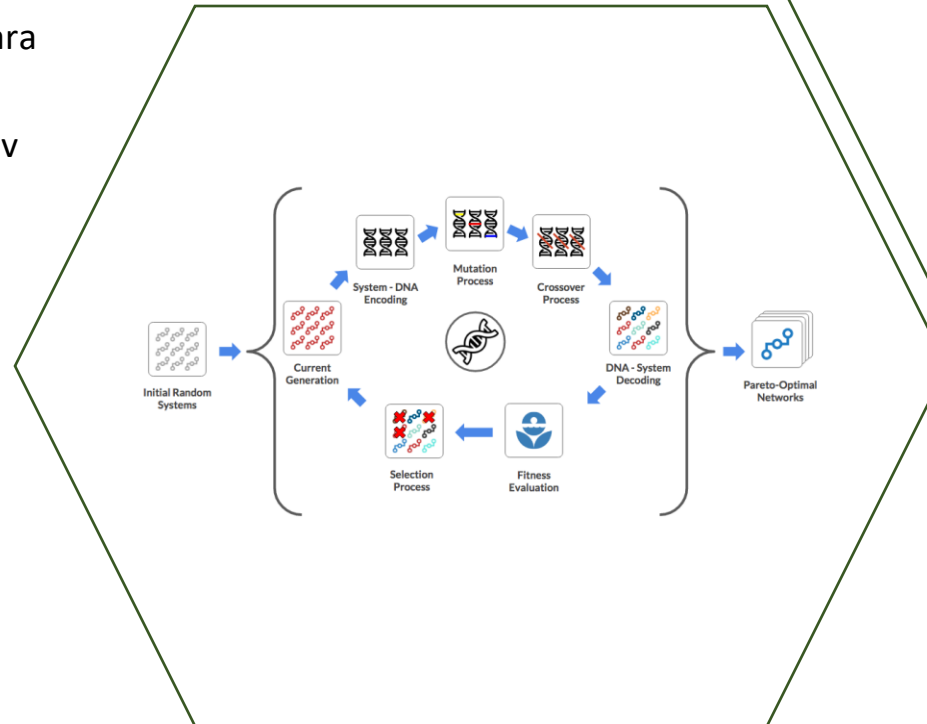 ara
v
Mutation
Process
System - DNA
Encoding
Crossover
Process
Current
Generation
DNA - System
Decoding
Initial Random
Systems
Pareto-Optimal
Networks
Selection
Process
Fitness
Evaluation